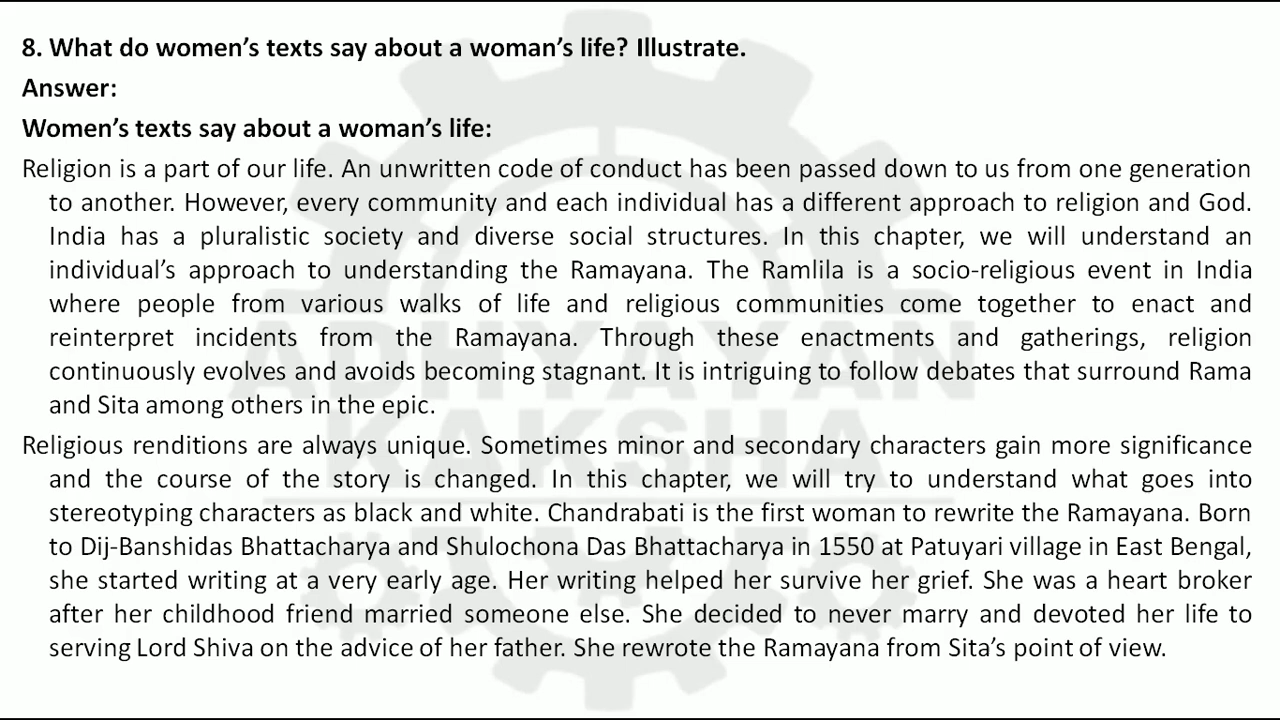 8. What do women’s texts say about a woman’s life? Illustrate.
Answer:
Women’s texts say about a woman’s life:
Religion is a part of our life. An unwritten code of conduct has been passed down to us from one generation
to another. However, every community and each individual has a different approach to religion and God.
India has a pluralistic society and diverse social structures. In this chapter, we will understand an
individual’s approach to understanding the Ramayana. The Ramlila is a socio-religious event in India
where people from various walks of life and religious communities come together to enact and
reinterpret incidents from the Ramayana. Through these enactments and gatherings, religion
continuously evolves and avoids becoming stagnant. It is intriguing to follow debates that surround Rama
and Sita among others in the epic.
Religious renditions are always unique. Sometimes minor and secondary characters gain more significance
and the course of the story is changed. In this chapter, we will try to understand what goes into
stereotyping characters as black and white. Chandrabati is the first woman to rewrite the Ramayana. Born
to Dij-Banshidas Bhattacharya and Shulochona Das Bhattacharya in 1550 at Patuyari village in East Bengal,
she started writing at a very early age. Her writing helped her survive her grief. She was a heart broker
after her childhood friend married someone else. She decided to never marry and devoted her life to
serving Lord Shiva on the advice of her father. She rewrote the Ramayana from Sita’s point of view.
ADHYAYAN
KAKSHA